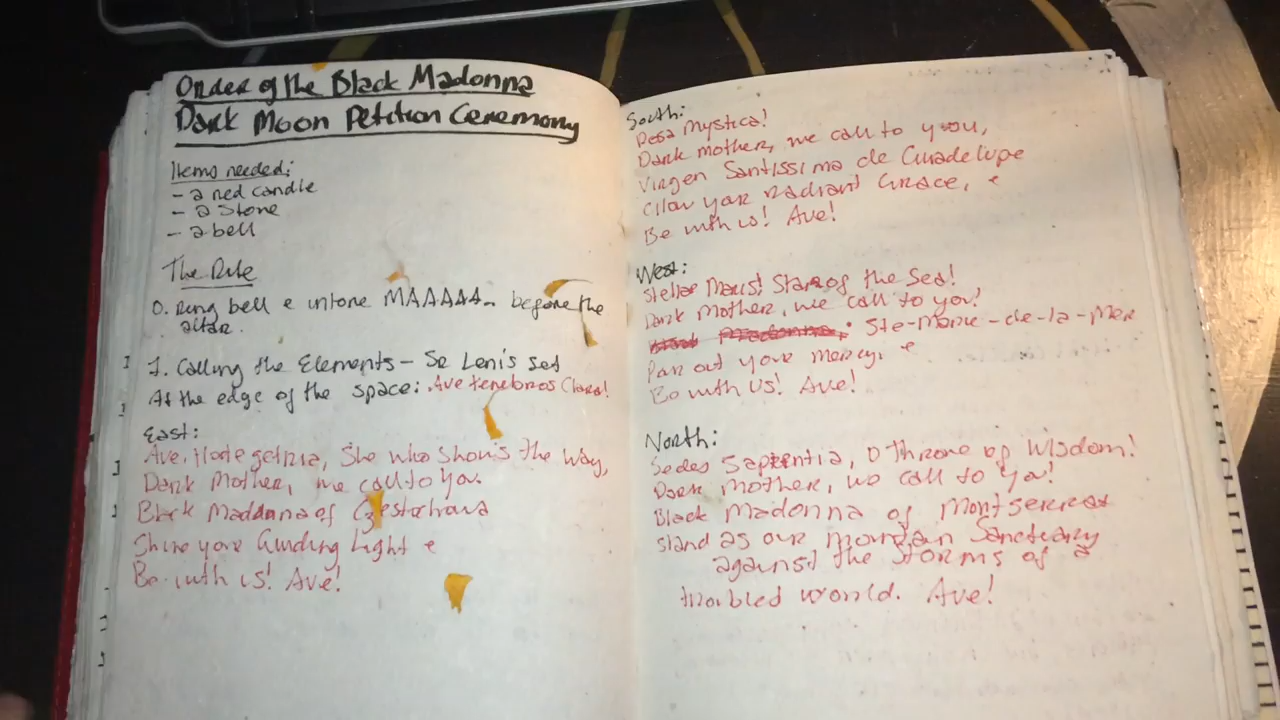 Order of the Black Madonna
Dark Moon Petition Ceremony
Items needed:
- a red candle
- a Stone
- a bell
The Rite
0. Ring bell e intone MAAAAA- before the
altar.
1. Calling the Elements - Sr Leni's set
At the edge of the space: Ave tenebros Clara!
East:
Ave, Hodegetria, She who shows the Way,
Dark Mother, we call to you.
Black Madonna of Czestohova
Shine your Guiding Light e
Be with us! Ave!
South:
Rosa Mystica!
Dark Mother, we call to you,
Virgen Santissima de Guadelupe
Glow your radiant Grace, e
Be with us! Ave!
West:
Stella Maris! Star of the Sea!
Dark Mother, we call to you!
Madonna, Ste-Marie-de-la-Mer
Pour out your mercy, e
Be with us! Ave!
North:
Sedes Sapientia, O throne of Wisdom!
Dark Mother, we call to you!
Black Madonna of Montserrat
Stand as our mountain Sanctuary
against the storms of a
troubled world. Ave!